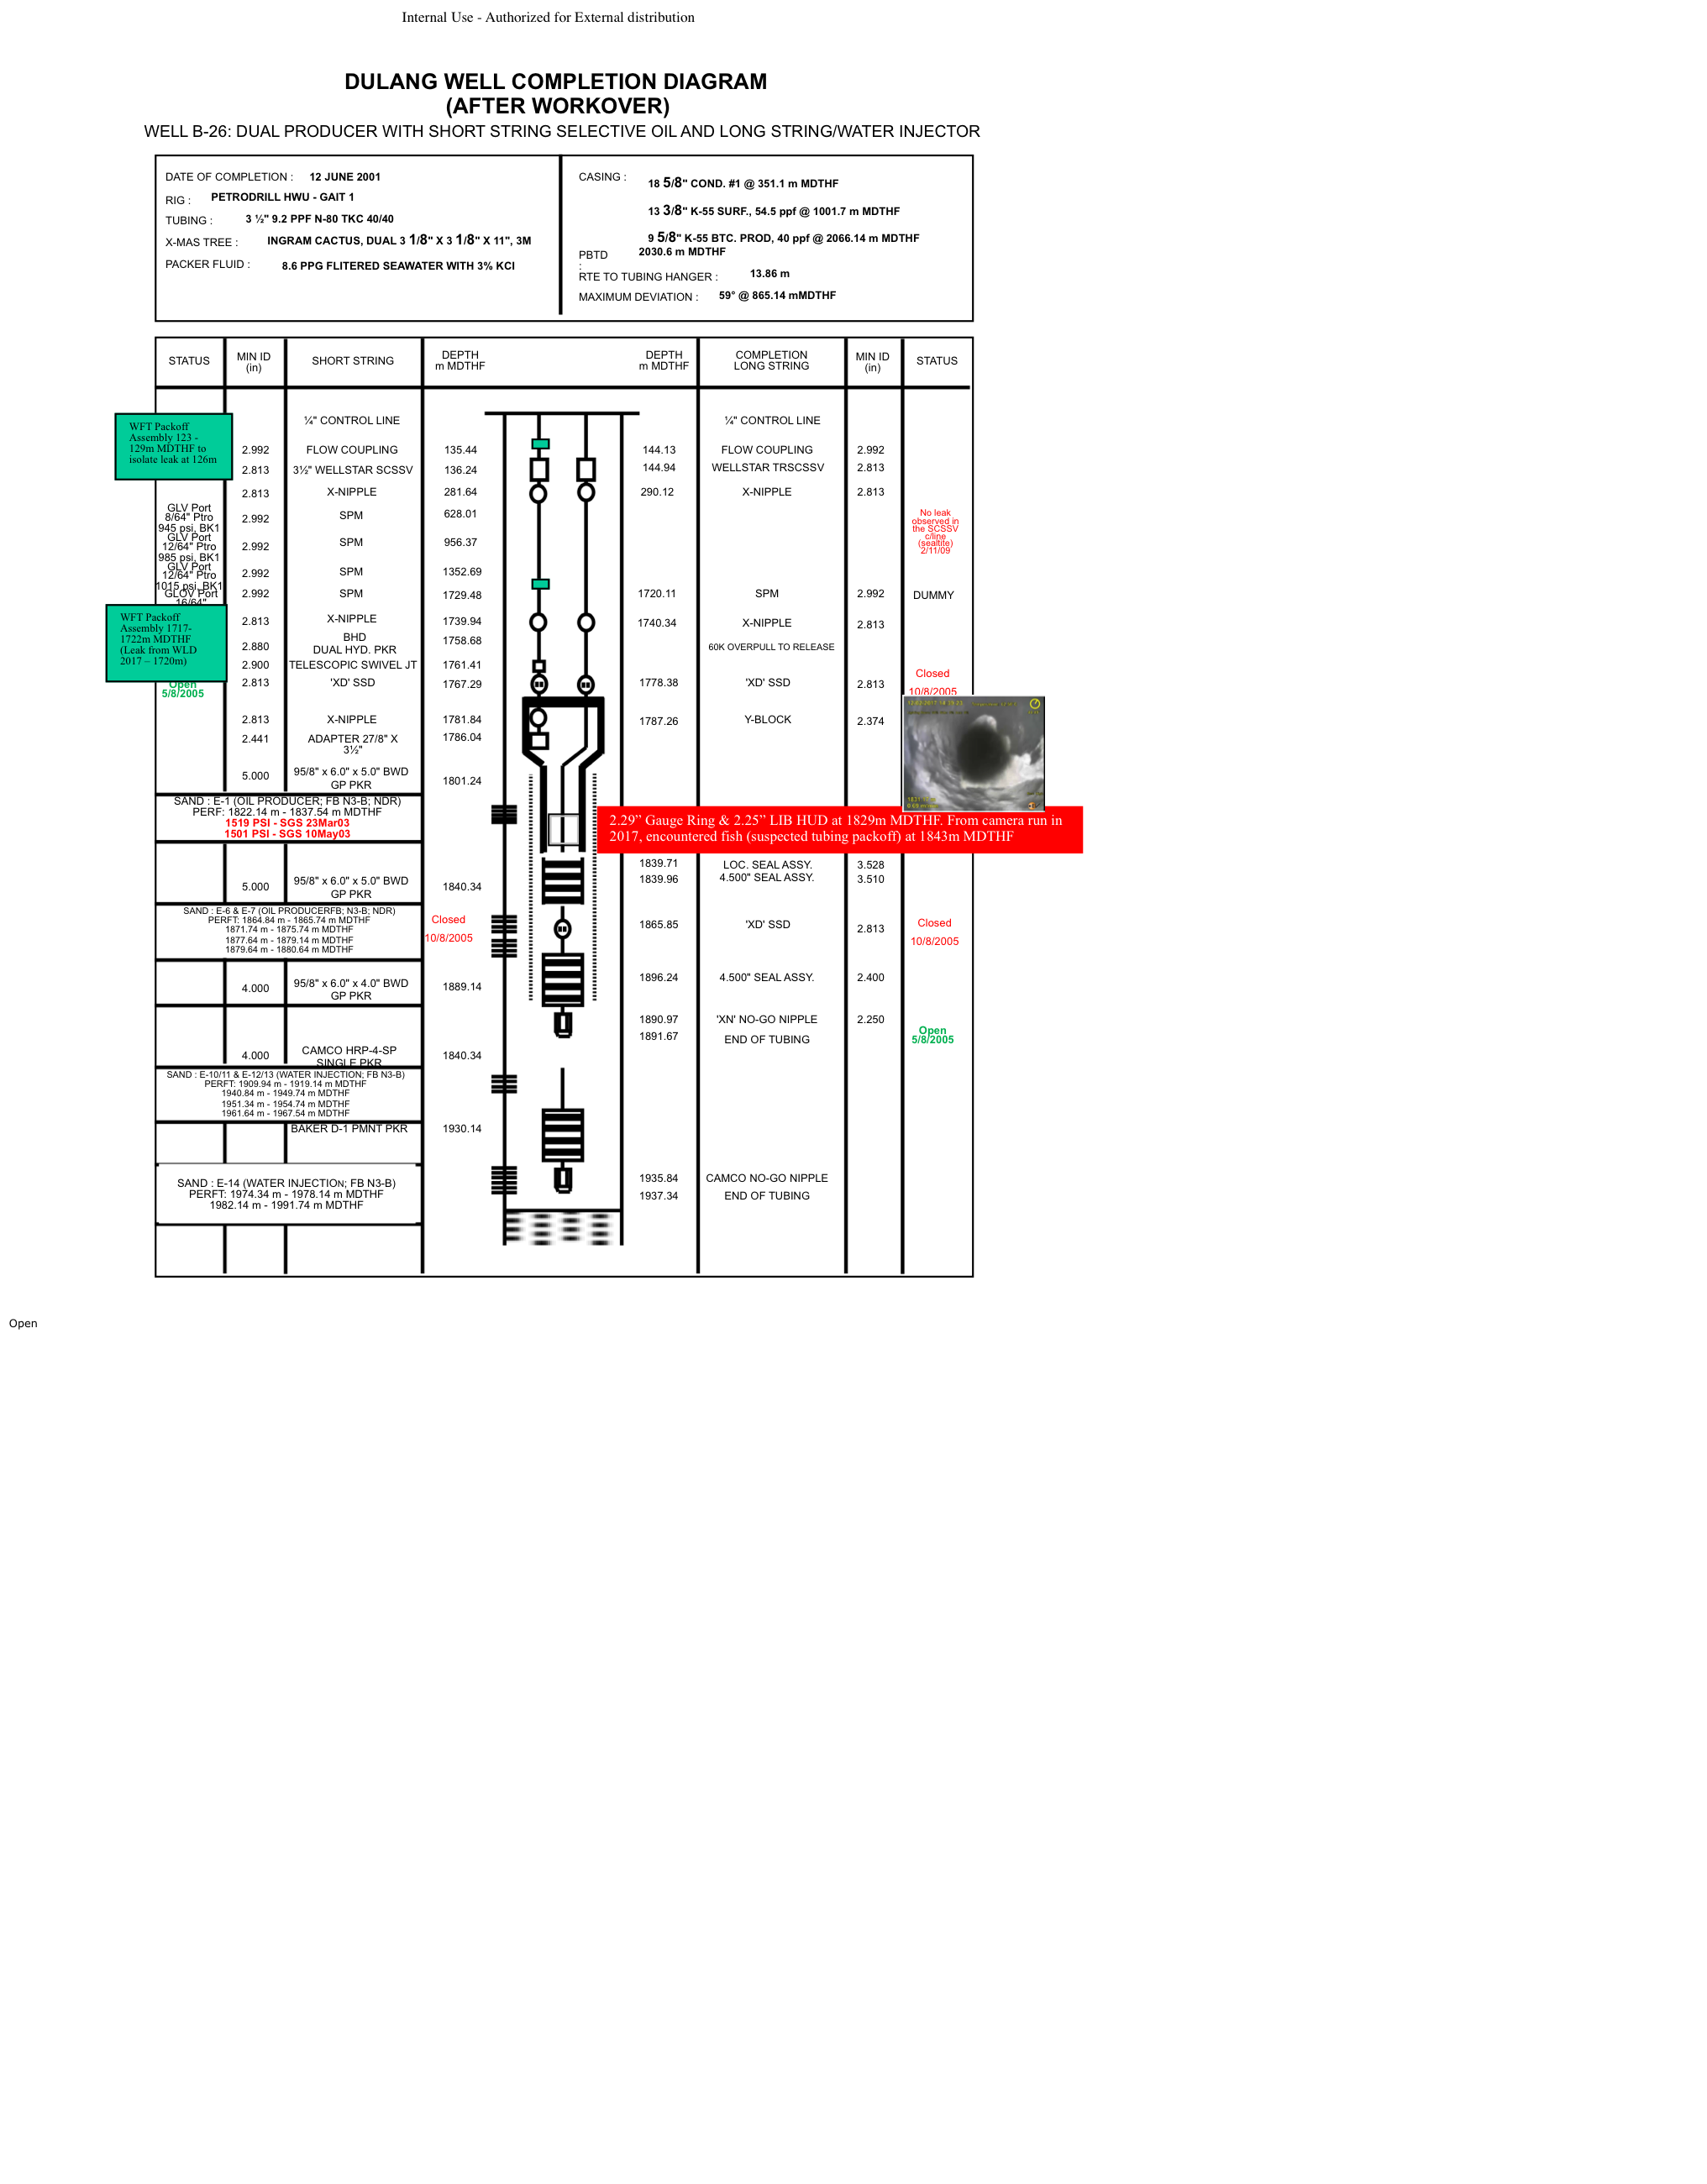 Internal Use - Authorized for External distribution
DULANG WELL COMPLETION DIAGRAM
(AFTER WORKOVER)
WELL B-26: DUAL PRODUCER WITH SHORT STRING SELECTIVE OIL AND LONG STRING/WATER INJECTOR
DATE OF COMPLETION : 12 JUNE 2001
RIG : PETRODRILL HWU - GAIT 1
TUBING : 3 ½" 9.2 PPF N-80 TKC 40/40
X-MAS TREE : INGRAM CACTUS, DUAL 3 1/8" X 3 1/8" X 11", 3M
PACKER FLUID : 8.6 PPG FLITERED SEAWATER WITH 3% KCI
CASING : 18 5/8" COND. #1 @ 351.1 m MDTHF
13 3/8" K-55 SURF., 54.5 ppf @ 1001.7 m MDTHF
9 5/8" K-55 BTC. PROD, 40 ppf @ 2066.14 m MDTHF
PBTD : 2030.6 m MDTHF
RTE TO TUBING HANGER : 13.86 m
MAXIMUM DEVIATION : 59° @ 865.14 mMDTHF
STATUS MIN ID (in) SHORT STRING DEPTH m MDTHF DEPTH m MDTHF COMPLETION LONG STRING MIN ID (in) STATUS
WFT Packoff
Assembly 123 -
129m MDTHF to
isolate leak at 126m
¼" CONTROL LINE ¼" CONTROL LINE
2.992 FLOW COUPLING 135.44 144.13 FLOW COUPLING 2.992
2.813 3½" WELLSTAR SCSSV 136.24 144.94 WELLSTAR TRSCSSV 2.813
2.813 X-NIPPLE 281.64 290.12 X-NIPPLE 2.813
GLV Port
8/64" Ptro
945 psi, BK1
2.992 SPM 628.01
No leak
observed in
the SCSSV
c/line
(sealtite)
2/11/09
GLV Port
12/64" Ptro
985 psi, BK1
2.992 SPM 956.37
GLV Port
12/64" Ptro
1015 psi, BK1
2.992 SPM 1352.69
GLOV Port
16/64"
2.992 SPM 1729.48 1720.11 SPM 2.992 DUMMY
WFT Packoff
Assembly 1717-
1722m MDTHF
(Leak from WLD
2017 – 1720m)
2.813 X-NIPPLE 1739.94 1740.34 X-NIPPLE 2.813
2.880 BHD DUAL HYD. PKR 1758.68 60K OVERPULL TO RELEASE
2.900 TELESCOPIC SWIVEL JT 1761.41
Open
5/8/2005
2.813 'XD' SSD 1767.29 1778.38 'XD' SSD 2.813
Closed
10/8/2005
2.813 X-NIPPLE 1781.84 1787.26 Y-BLOCK 2.374
2.441 ADAPTER 27/8" X 3½" 1786.04
5.000 95/8" x 6.0" x 5.0" BWD GP PKR 1801.24
SAND : E-1 (OIL PRODUCER; FB N3-B; NDR)
PERF: 1822.14 m - 1837.54 m MDTHF
1519 PSI - SGS 23Mar03
1501 PSI - SGS 10May03
2.29” Gauge Ring & 2.25” LIB HUD at 1829m MDTHF. From camera run in
2017, encountered fish (suspected tubing packoff) at 1843m MDTHF
1839.71 LOC. SEAL ASSY. 3.528
1839.96 4.500" SEAL ASSY. 3.510
5.000 95/8" x 6.0" x 5.0" BWD GP PKR 1840.34
SAND : E-6 & E-7 (OIL PRODUCERFB; N3-B; NDR)
PERFT: 1864.84 m - 1865.74 m MDTHF
1871.74 m - 1875.74 m MDTHF
1877.64 m - 1879.14 m MDTHF
1879.64 m - 1880.64 m MDTHF
Closed
10/8/2005
1865.85 'XD' SSD 2.813
Closed
10/8/2005
4.000 95/8" x 6.0" x 4.0" BWD GP PKR 1889.14 1896.24 4.500" SEAL ASSY. 2.400
1890.97 'XN' NO-GO NIPPLE 2.250
1891.67 END OF TUBING
Open
5/8/2005
4.000 CAMCO HRP-4-SP SINGLE PKR 1840.34
SAND : E-10/11 & E-12/13 (WATER INJECTION; FB N3-B)
PERFT: 1909.94 m - 1919.14 m MDTHF
1940.84 m - 1949.74 m MDTHF
1951.34 m - 1954.74 m MDTHF
1961.64 m - 1967.54 m MDTHF
BAKER D-1 PMNT PKR 1930.14
SAND : E-14 (WATER INJECTION; FB N3-B)
PERFT: 1974.34 m - 1978.14 m MDTHF
1982.14 m - 1991.74 m MDTHF
1935.84 CAMCO NO-GO NIPPLE
1937.34 END OF TUBING
Open